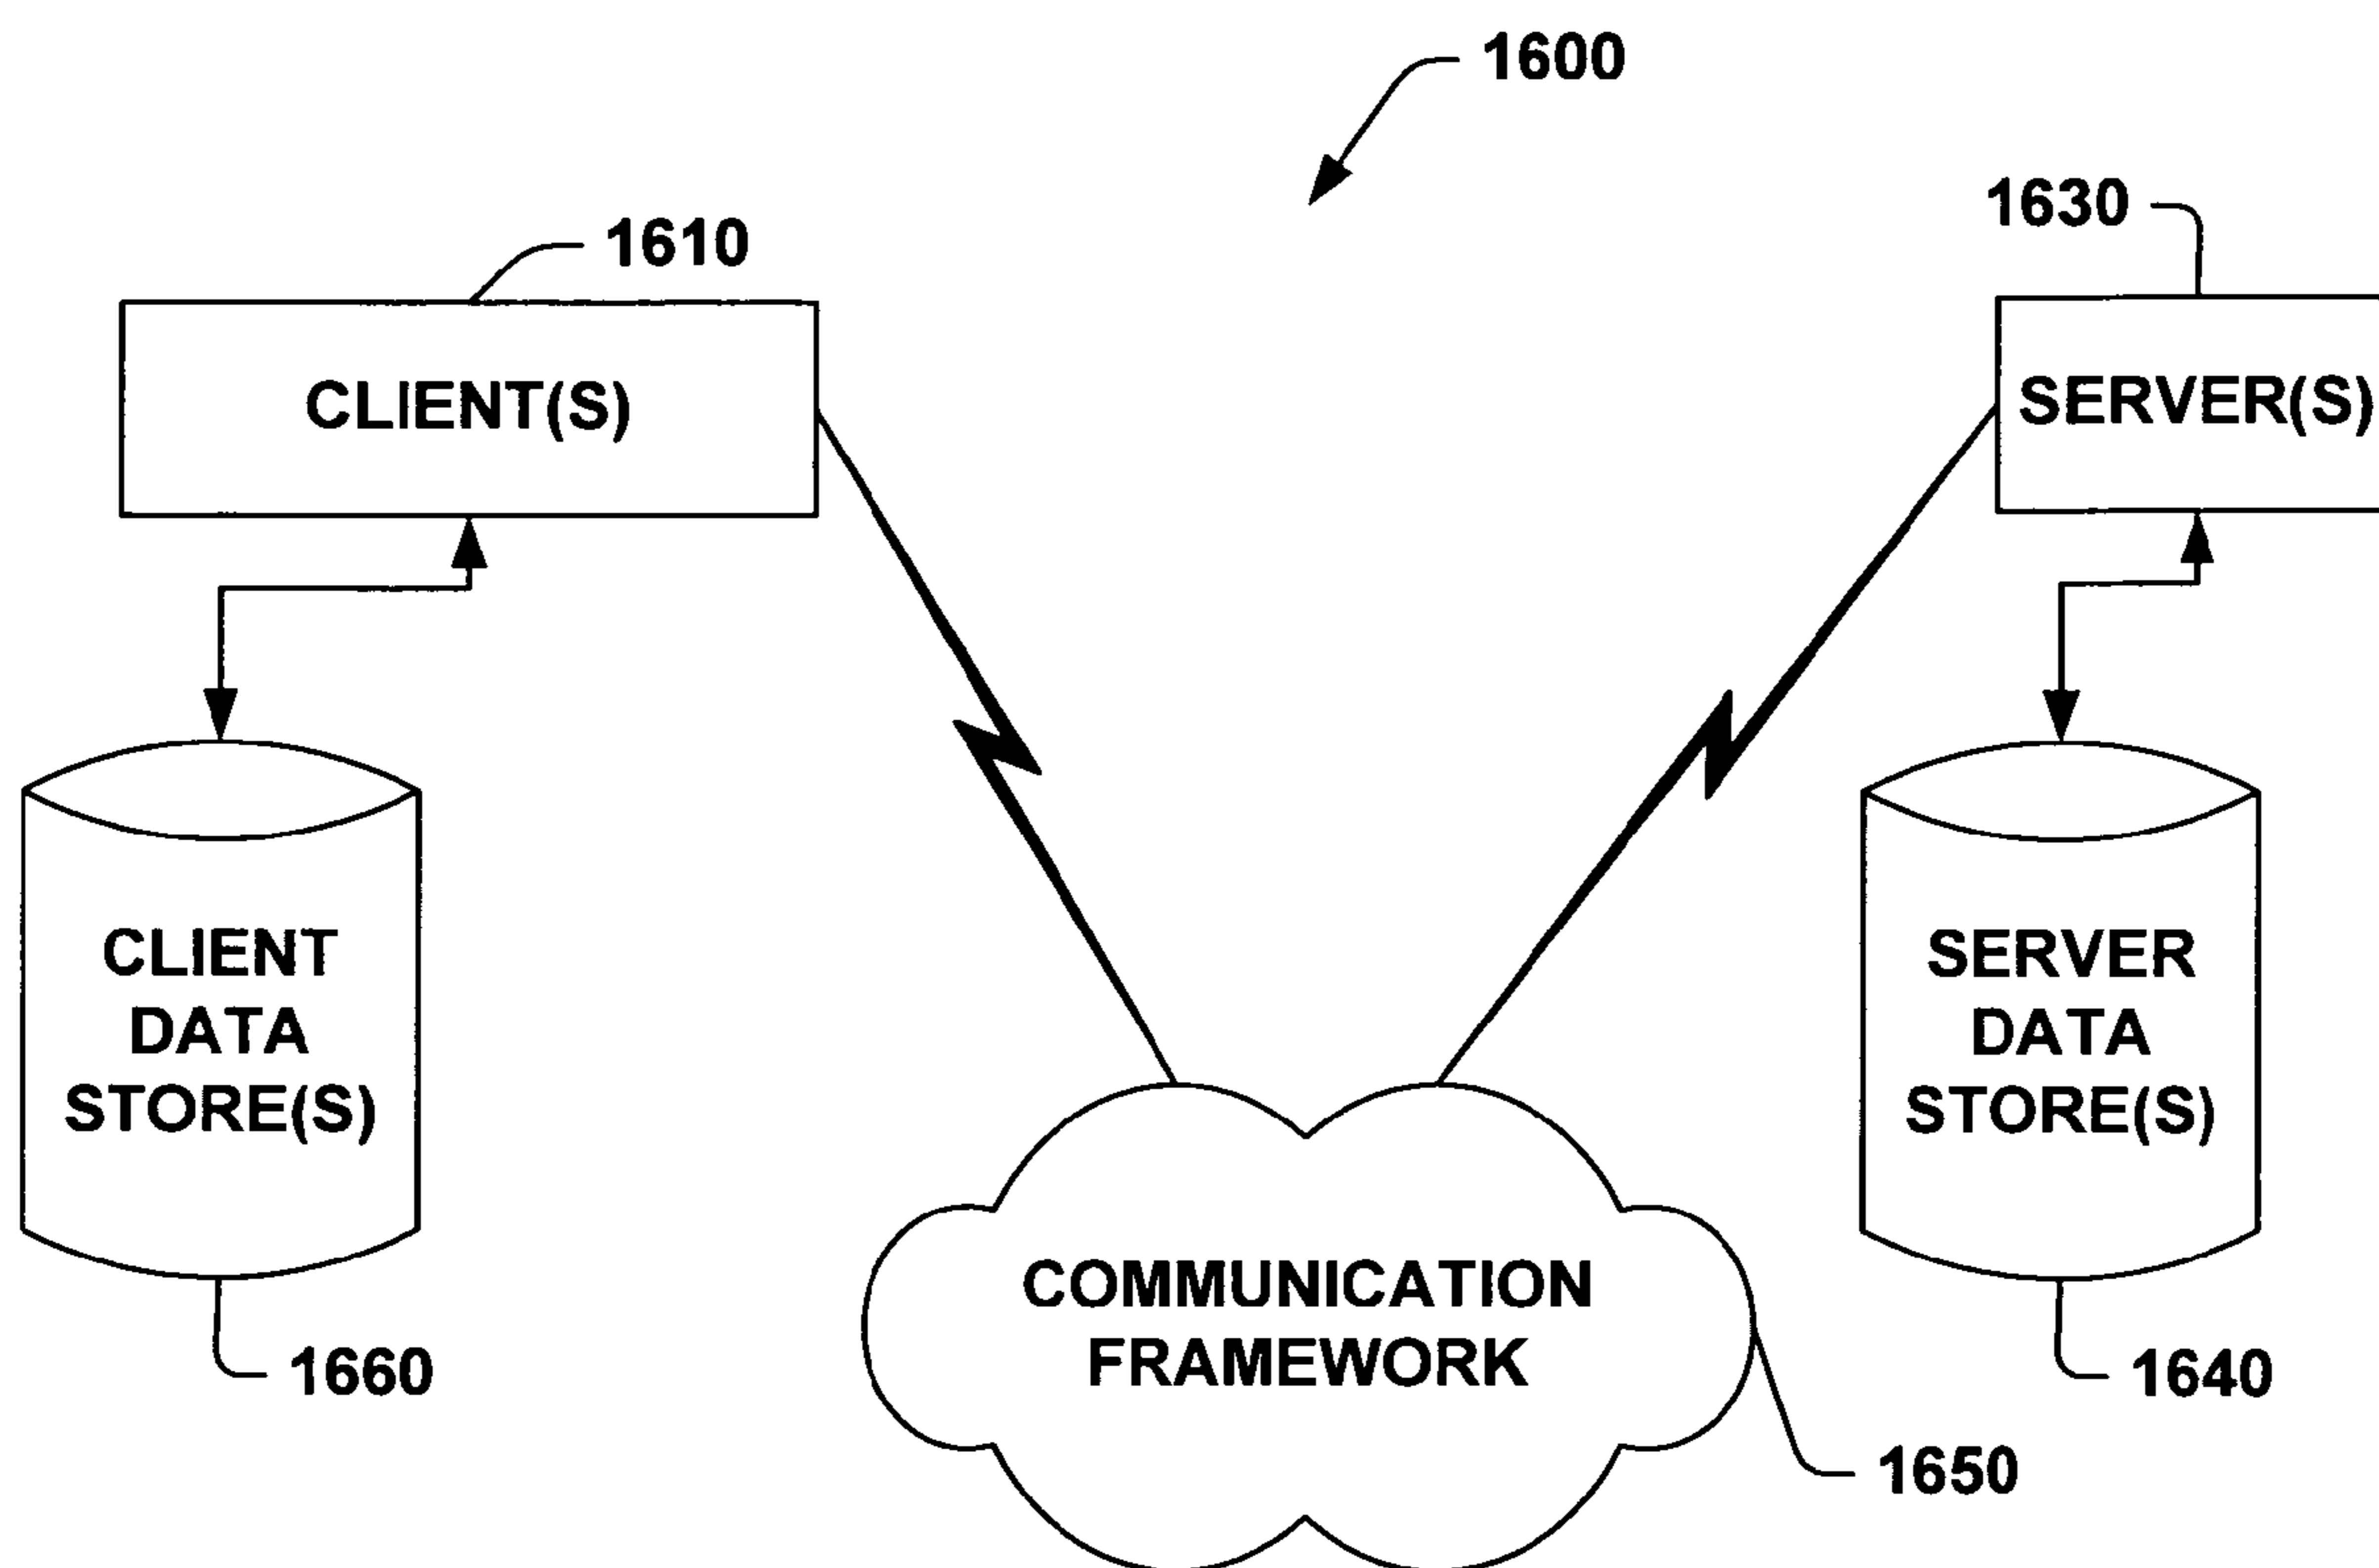 1600
1610
1630
CLIENT(S)
SERVER(S)
CLIENT
DATA
STORE(S)
SERVER
DATA
STORE(S)
COMMUNICATION
FRAMEWORK
1660
1640
1650